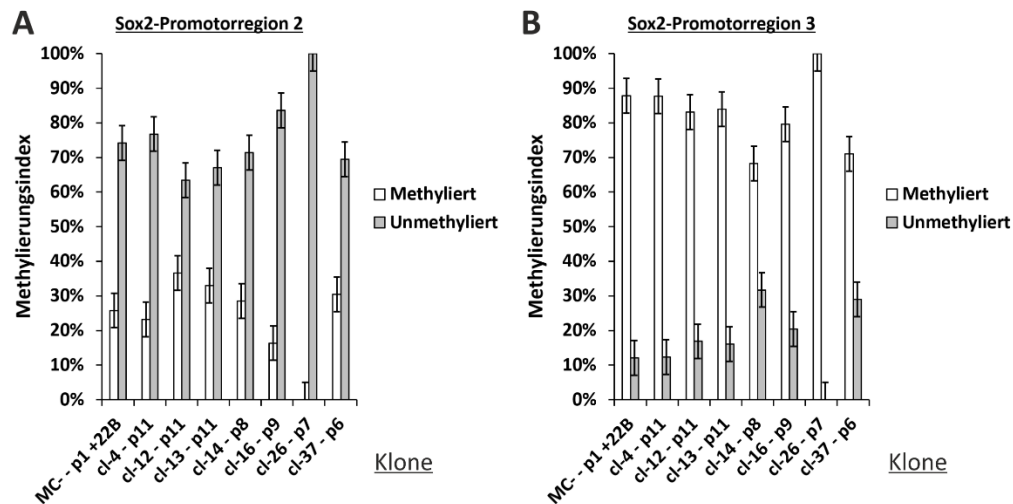 A
Sox2-Promotorregion 2
100%
90%
80%
70%
60%
50%
40%
30%
20%
10%
0%
Methylierungsindex
Methyliert
Unmethyliert
MC- - p1 +22B
cl-4 - p11
cl-12 - p11
cl-13 - p11
cl-14 - p8
cl-16 - p9
cl-26 - p7
cl-37 - p6
Klone
B
Sox2-Promotorregion 3
100%
90%
80%
70%
60%
50%
40%
30%
20%
10%
0%
Methylierungsindex
Methyliert
Unmethyliert
MC- - p1 +22B
cl-4 - p11
cl-12 - p11
cl-13 - p11
cl-14 - p8
cl-16 - p9
cl-26 - p7
cl-37 - p6
Klone